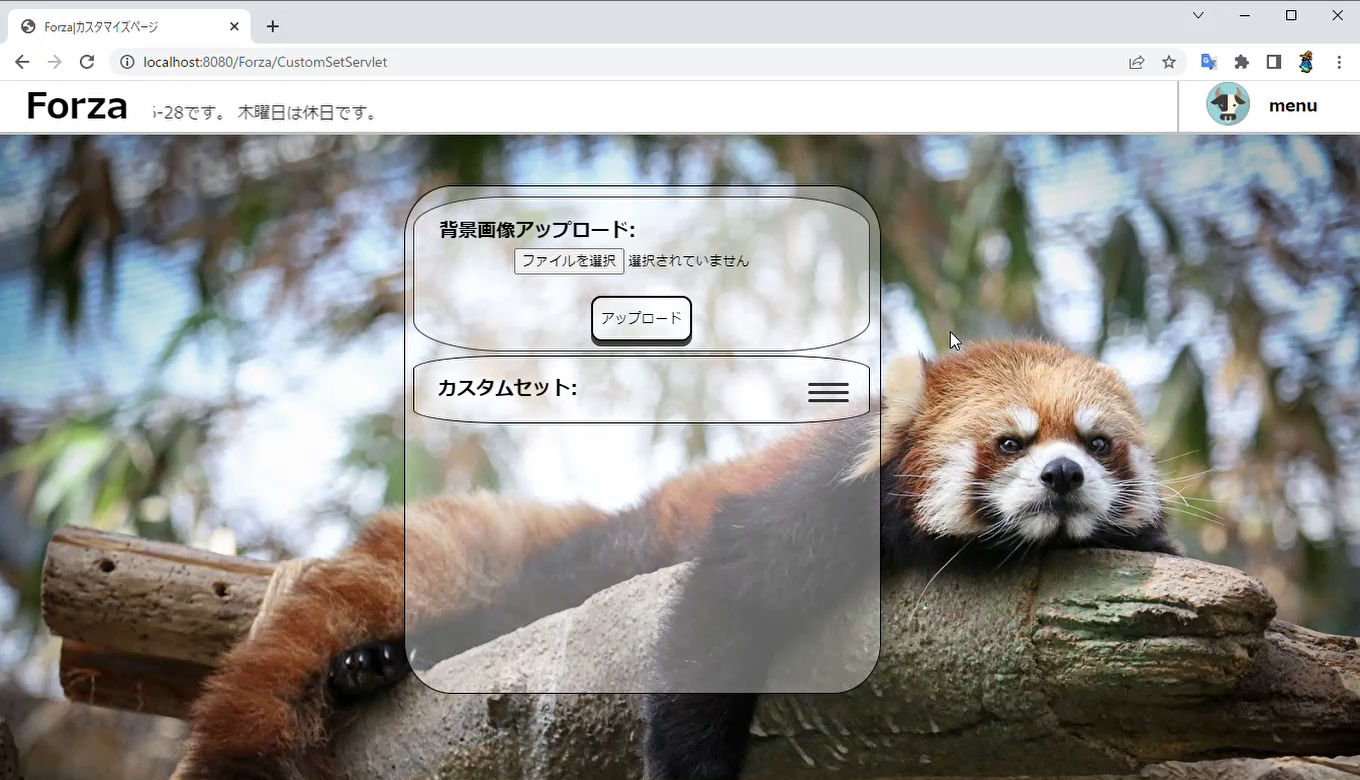 Forza|カスタマイズページ
localhost:8080/Forza/CustomSetServlet
Forza
-28です。 木曜日は休日です。
menu
背景画像アップロード:
ファイルを選択 選択されていません
アップロード
カスタムセット: